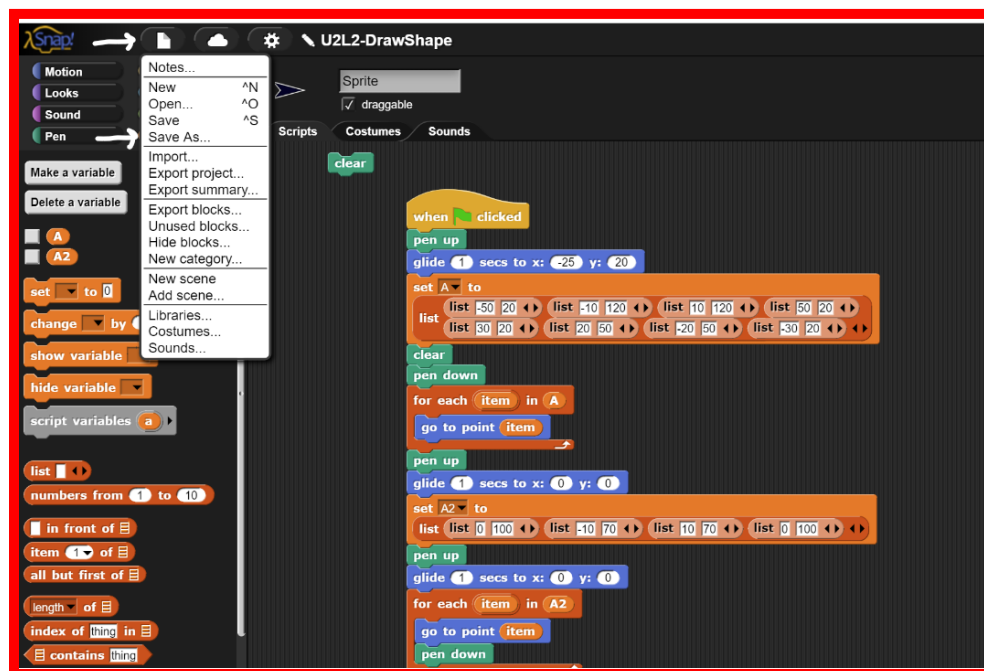 λSnap! U2L2-DrawShape
Motion
Looks
Sound
Pen
Notes...
New ^N
Open... ^O
Save ^S
Save As...
Import...
Export project...
Export summary...
Export blocks...
Unused blocks...
Hide blocks...
New category...
New scene
Add scene...
Libraries...
Costumes...
Sounds...
Sprite
draggable
Scripts Costumes Sounds
Make a variable
Delete a variable
A
A2
set to 0
change by
show variable
hide variable
script variables a
list
numbers from 1 to 10
in front of
item 1 of
all but first of
length of
index of thing in
contains thing
clear
when clicked
pen up
glide 1 secs to x: -25 y: 20
set A to
list list -50 20 list -10 120 list 10 120 list 50 20
list 30 20 list 20 50 list -20 50 list -30 20
clear
pen down
for each item in A
go to point item
pen up
glide 1 secs to x: 0 y: 0
set A2 to
list list 0 100 list -10 70 list 10 70 list 0 100
pen up
glide 1 secs to x: 0 y: 0
for each item in A2
go to point item
pen down